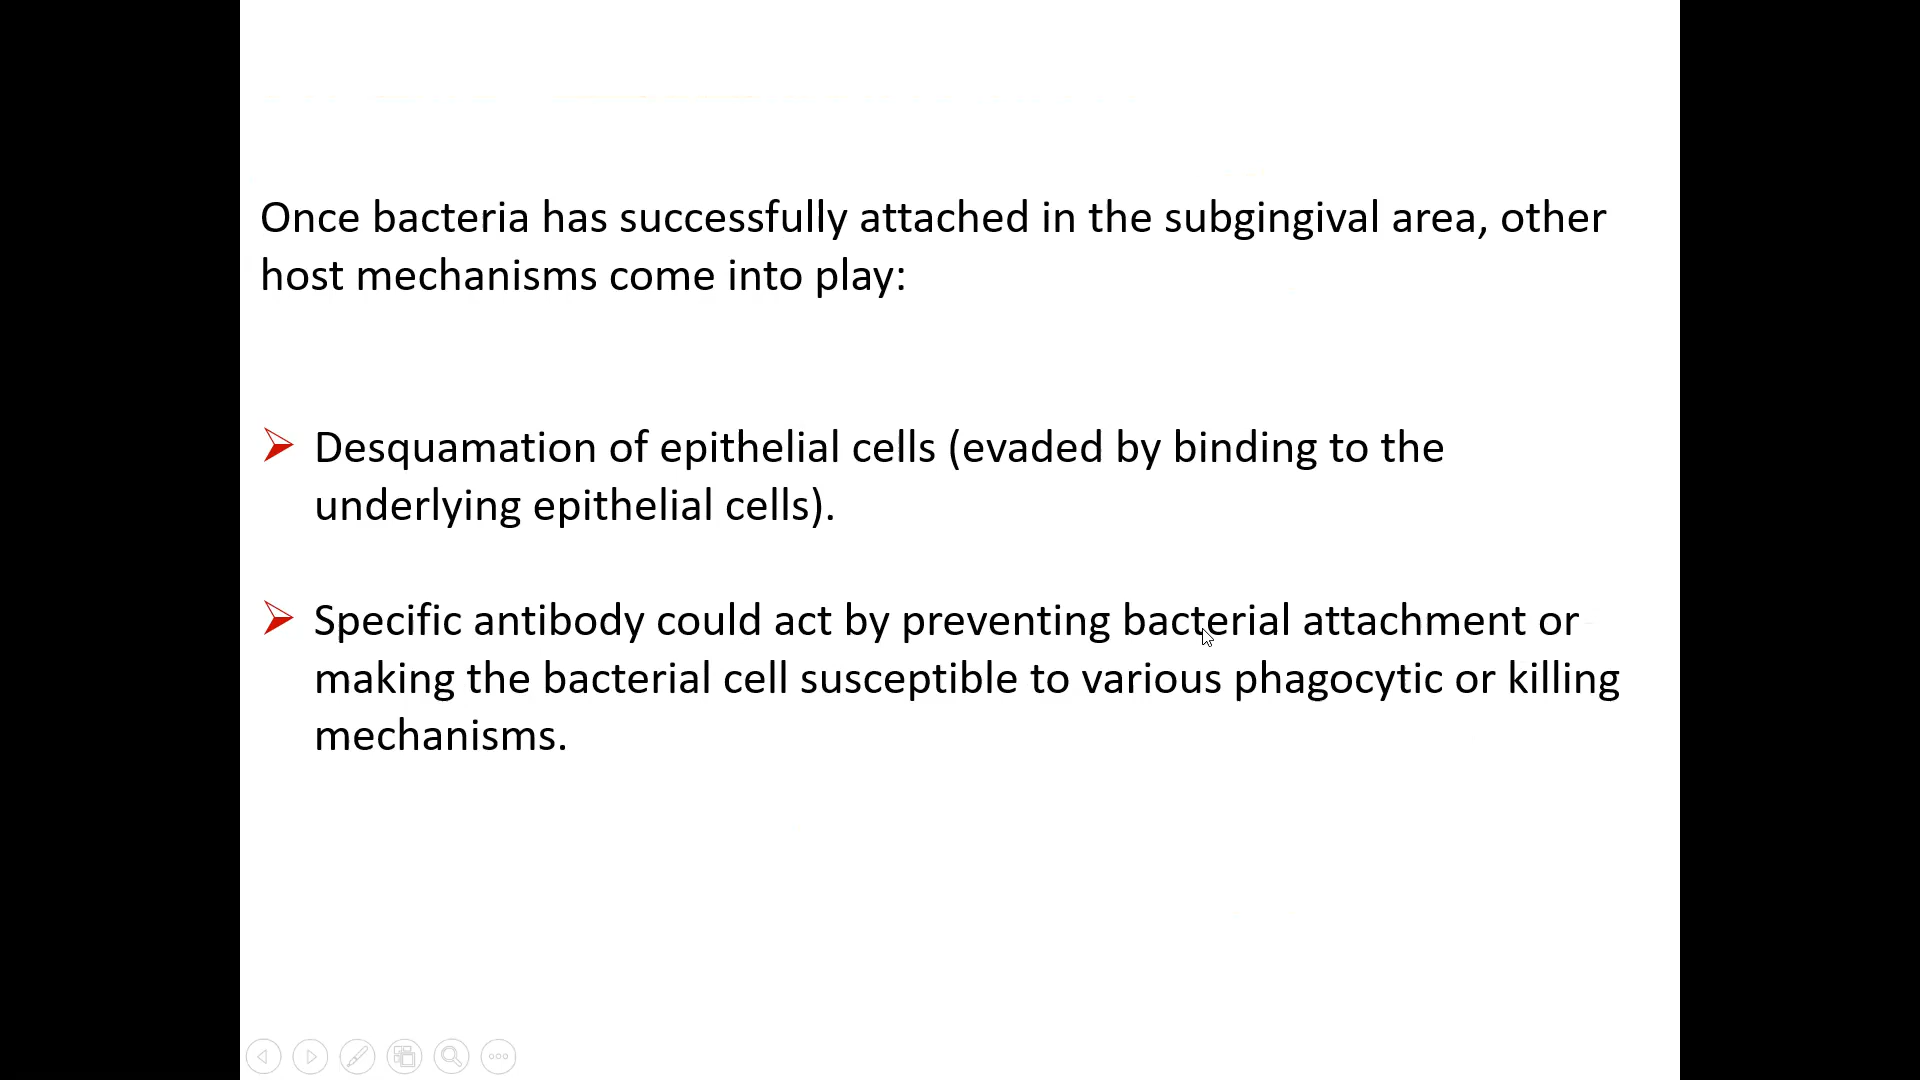 Once bacteria has successfully attached in the subgingival area, other
host mechanisms come into play:
Desquamation of epithelial cells (evaded by binding to the
underlying epithelial cells).
Specific antibody could act by preventing bacterial attachment or
making the bacterial cell susceptible to various phagocytic or killing
mechanisms.